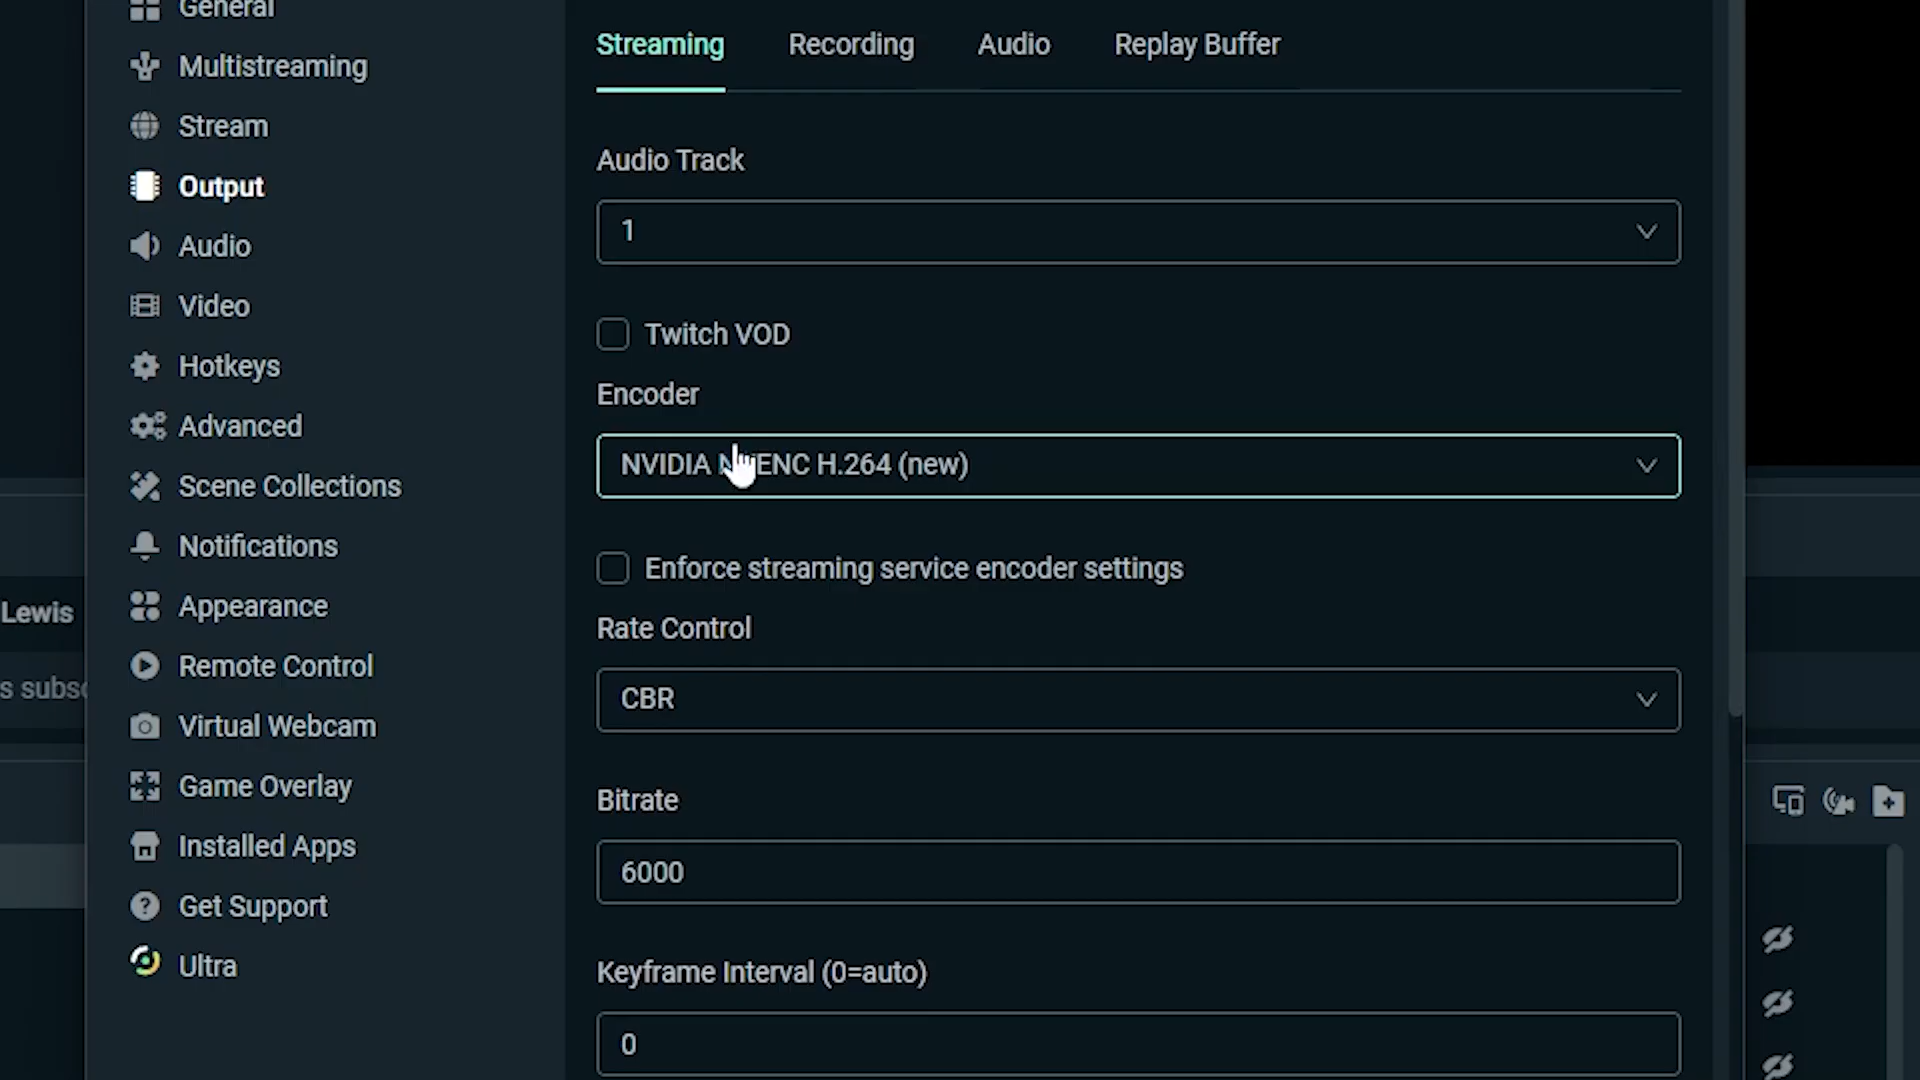 General
Multistreaming
Stream
Output
Audio
Video
Hotkeys
Advanced
Scene Collections
Notifications
Appearance
Remote Control
Virtual Webcam
Game Overlay
Installed Apps
Get Support
Ultra
Lewis
s subsc
Streaming Recording Audio Replay Buffer
Audio Track
1
Twitch VOD
Encoder
NVIDIA NVENC H.264 (new)
Enforce streaming service encoder settings
Rate Control
CBR
Bitrate
6000
Keyframe Interval (0=auto)
0